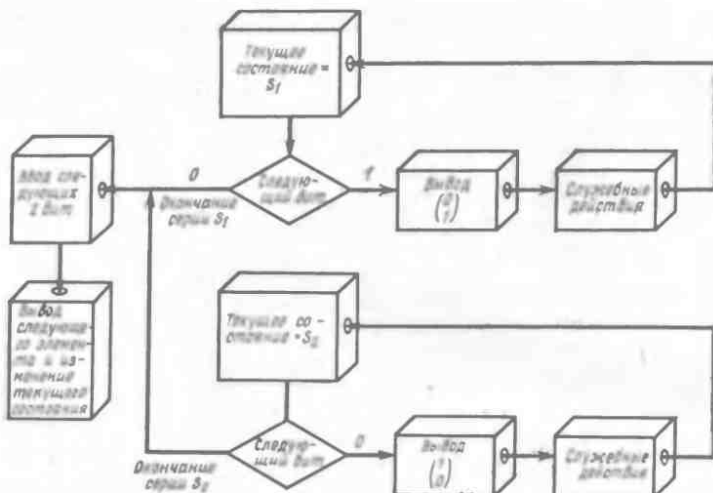 Текущее
состояние =
S1
Ввод сле-
дующих
2 бит
0
Окончание
серии S1
Следую-
щий бит
1
Вывод
(0
1)
Служебные
действия
Вывод
следующе-
го элемен-
та и из-
менение
текущего
состояния
Текущее со-
стояние =S2
Окончание
серии S2
Следую-
щий бит
0
Вывод
(1
0)
Служебные
действия